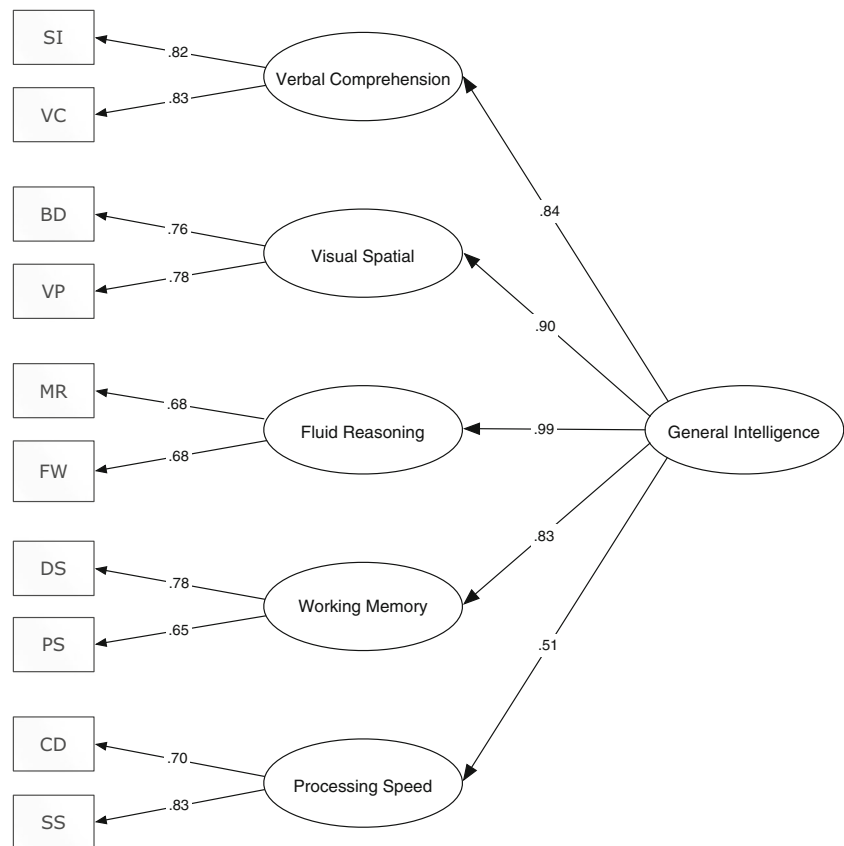 SI
.82
Verbal Comprehension
.83
VC
.84
BD
.76
Visual Spatial
.78
VP
.90
MR
.68
Fluid Reasoning
.99
General Intelligence
.68
FW
.83
DS
.78
Working Memory
.65
PS
.51
CD
.70
Processing Speed
.83
SS